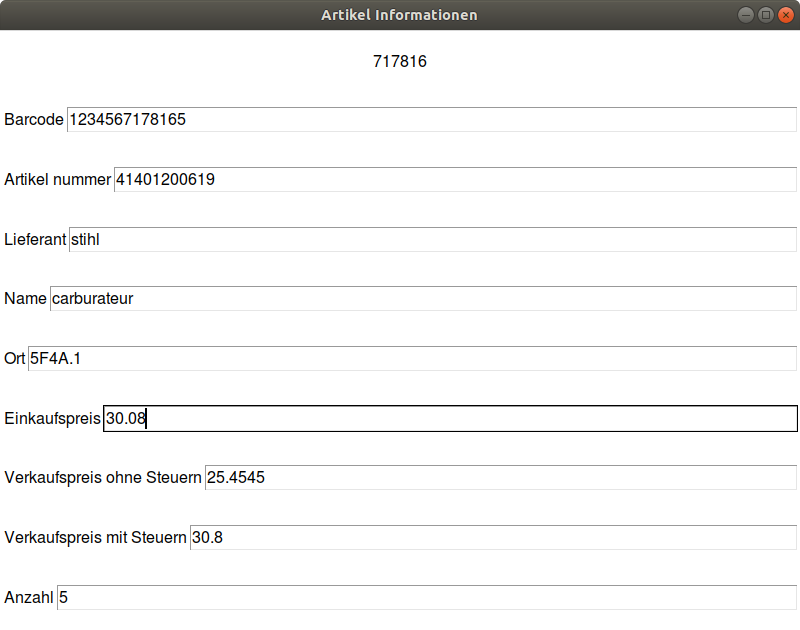 Artikel Informationen
717816
Barcode 1234567178165
Artikel nummer 41401200619
Lieferant stihl
Name carburateur
Ort 5F4A.1
Einkaufspreis 30.08
Verkaufspreis ohne Steuern 25.4545
Verkaufspreis mit Steuern 30.8
Anzahl 5